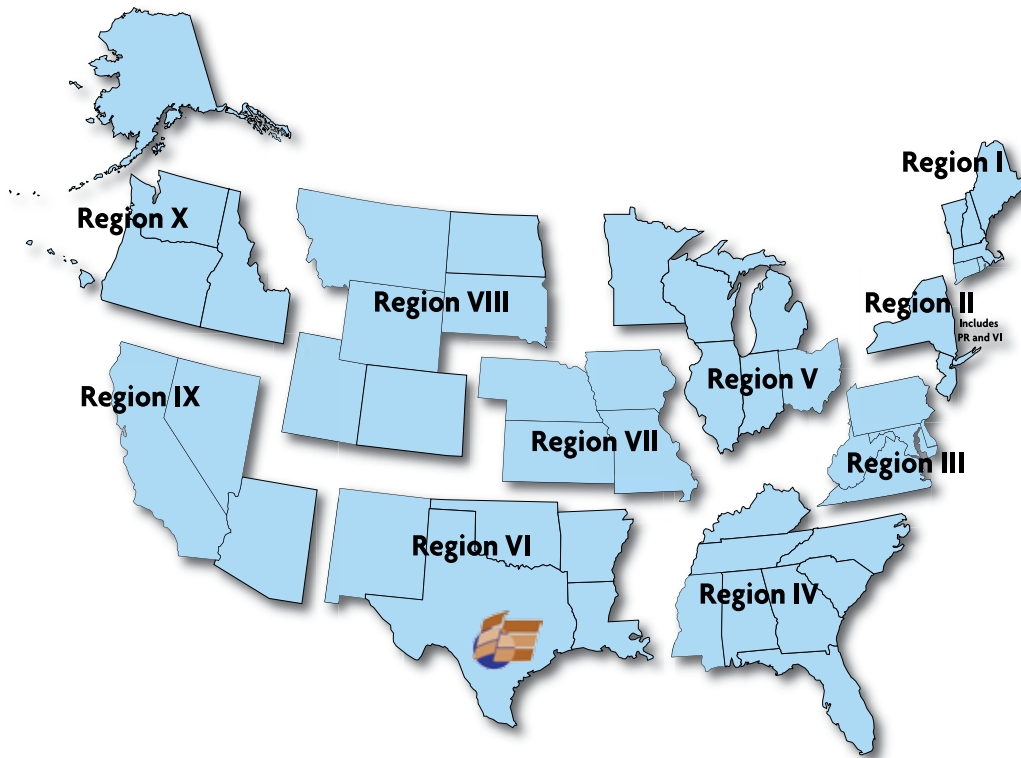 Region I
Region X
Region VIII
Region II
Includes
PR and VI
Region V
Region IX
Region VII
Region III
Region VI
Region IV